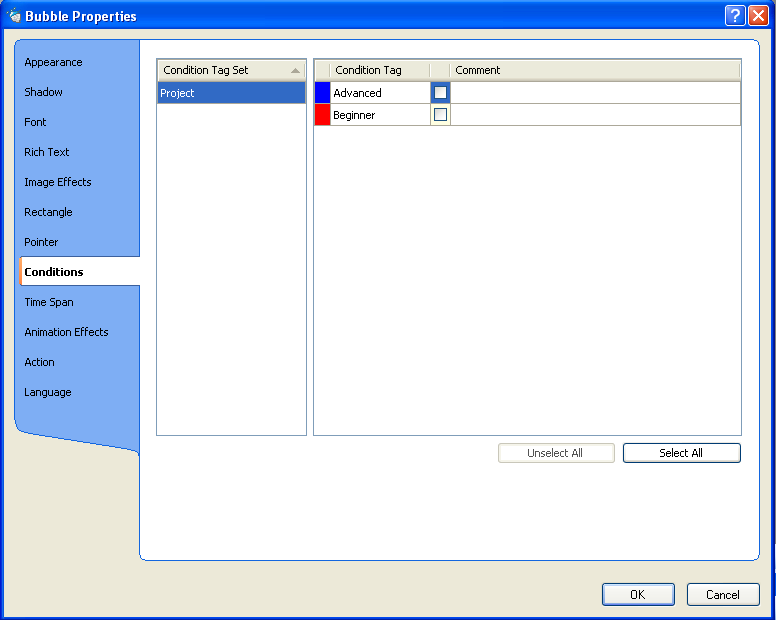 Bubble Properties
?
Appearance
Shadow
Font
Rich Text
Image Effects
Rectangle
Pointer
Conditions
Time Span
Animation Effects
Action
Language
Condition Tag Set
Project
Condition Tag Comment
Advanced
Beginner
Unselect All Select All
OK Cancel